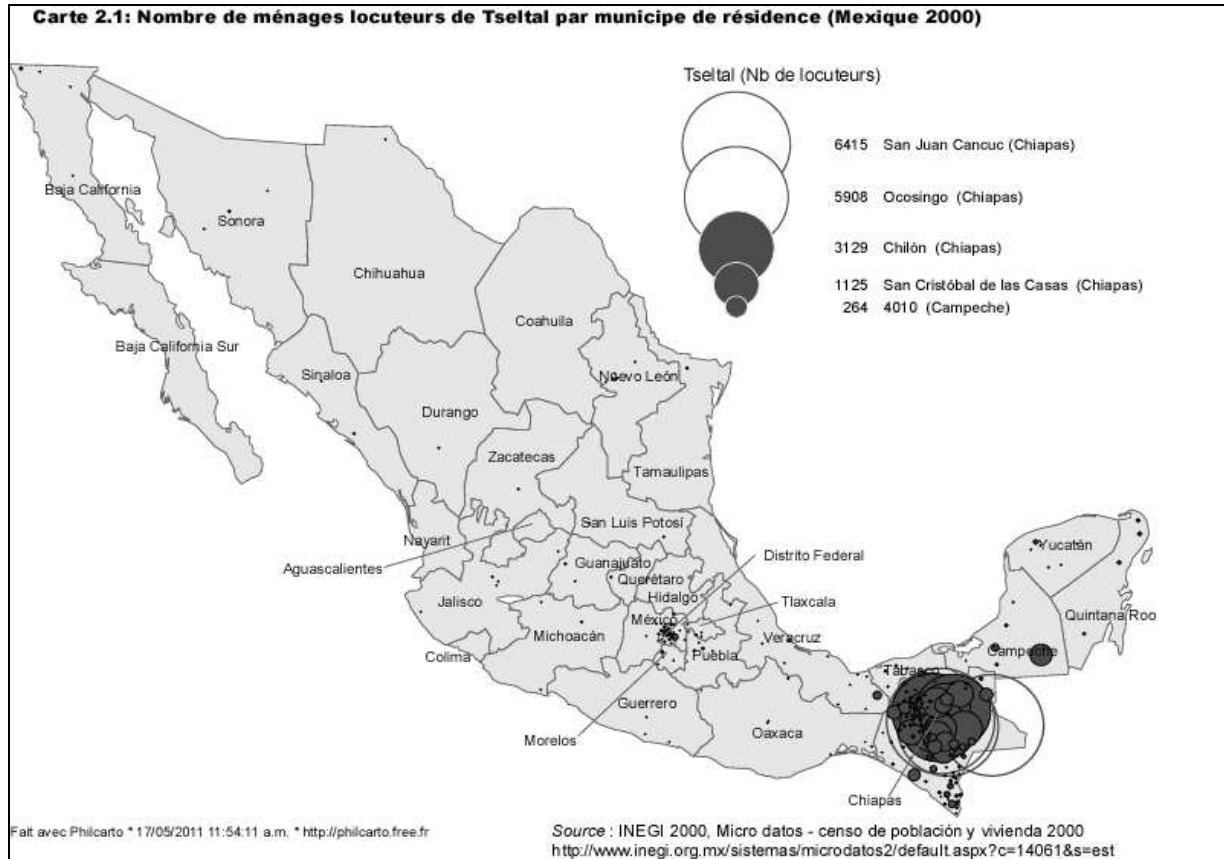 Carte 2.1: Nombre de ménages locuteurs de Tseltal par municipe de résidence (Mexique 2000)
Tseltal (Nb de locuteurs)
6415 San Juan Cancuc (Chiapas)
5908 Ocosingo (Chiapas)
3129 Chilón (Chiapas)
1125 San Cristóbal de las Casas (Chiapas)
264 4010 (Campeche)
Baja California
Sonora
Chihuahua
Coahuila
Baja California Sur
Sinaloa
Nuevo León
Durango
Zacatecas
Tamaulipas
San Luis Potosí
Nayarit
Aguascalientes
Guanajuato
Querétaro
Hidalgo
Distrito Federal
Yucatán
Jalisco
México
Tlaxcala
Quintana Roo
Michoacán
Veracruz
Colima
Puebla
Campeche
Tabasco
Guerrero
Oaxaca
Morelos
Chiapas
Fait avec Philcarto * 17/05/2011 11:54:11 a.m. * http://philcarto.free.fr
Source : INEGI 2000, Micro datos - censo de población y vivienda 2000
http://www.inegi.org.mx/sistemas/microdatos2/default.aspx?c=14061&s=est